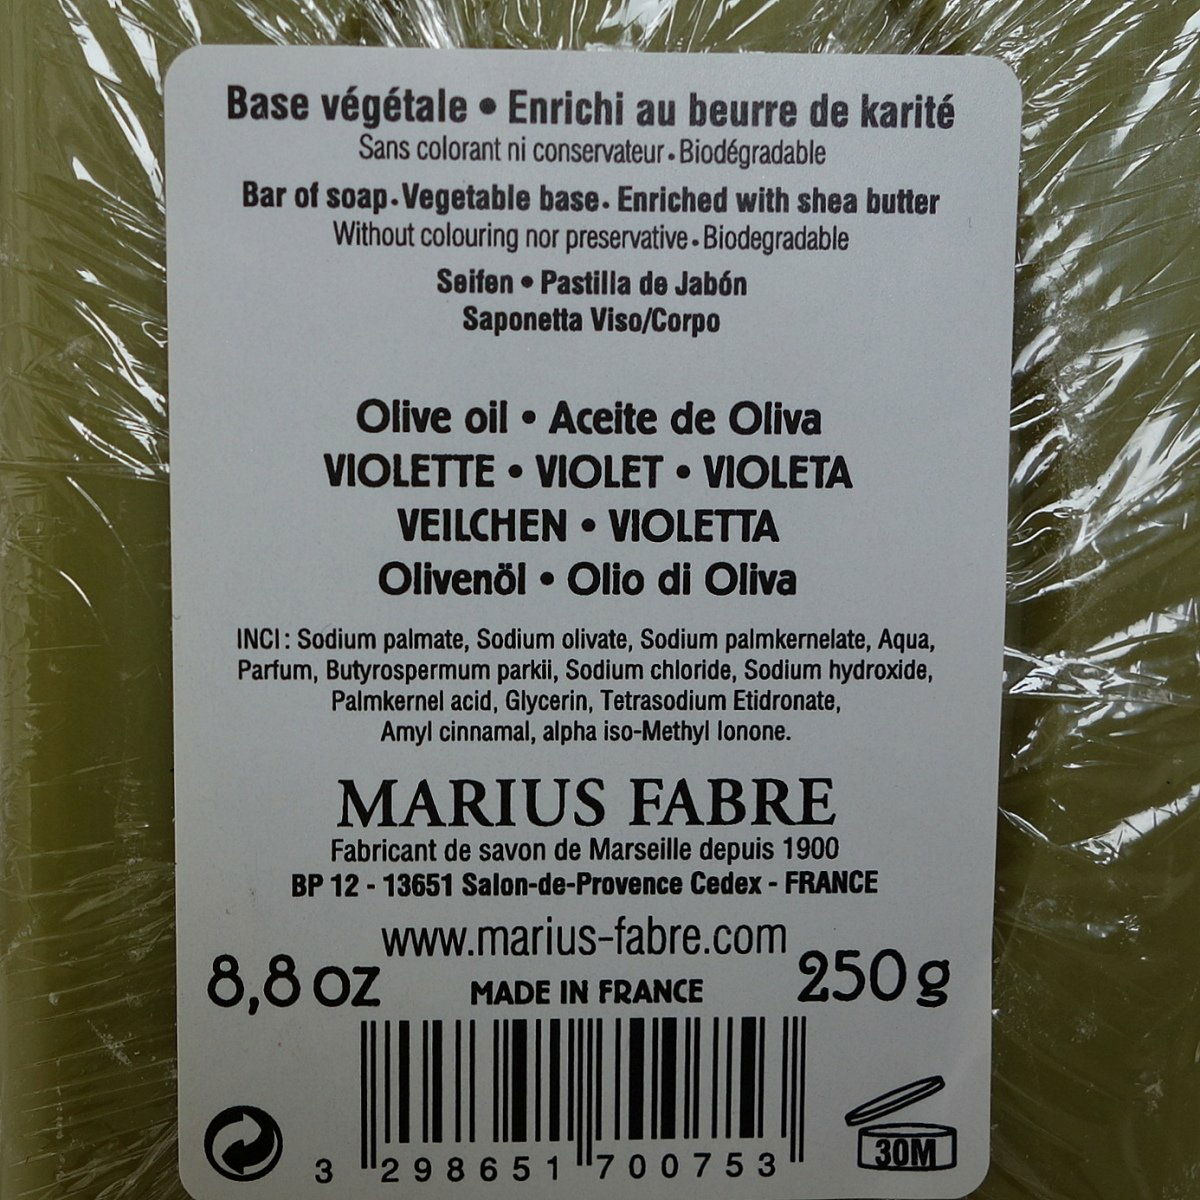 Base végétale • Enrichi au beurre de karité
Sans colorant ni conservateur • Biodégradable
Bar of soap • Vegetable base • Enriched with shea butter
Without colouring nor preservative • Biodegradable
Seifen • Pastilla de Jabón
Saponetta Viso/Corpo
Olive oil • Aceite de Oliva
VIOLETTE • VIOLET • VIOLETA
VEILCHEN • VIOLETTA
Olivenöl • Olio di Oliva
INCI : Sodium palmate, Sodium olivate, Sodium palmkernelate, Aqua,
Parfum, Butyrospermum parkii, Sodium chloride, Sodium hydroxide,
Palmkernel acid, Glycerin, Tetrasodium Etidronate,
Amyl cinnamal, alpha iso-Methyl Ionone.
MARIUS FABRE
Fabricant de savon de Marseille depuis 1900
BP 12 - 13651 Salon-de-Provence Cedex - FRANCE
www.marius-fabre.com
8,8 oz MADE IN FRANCE 250 g
3 298651 700753
30M